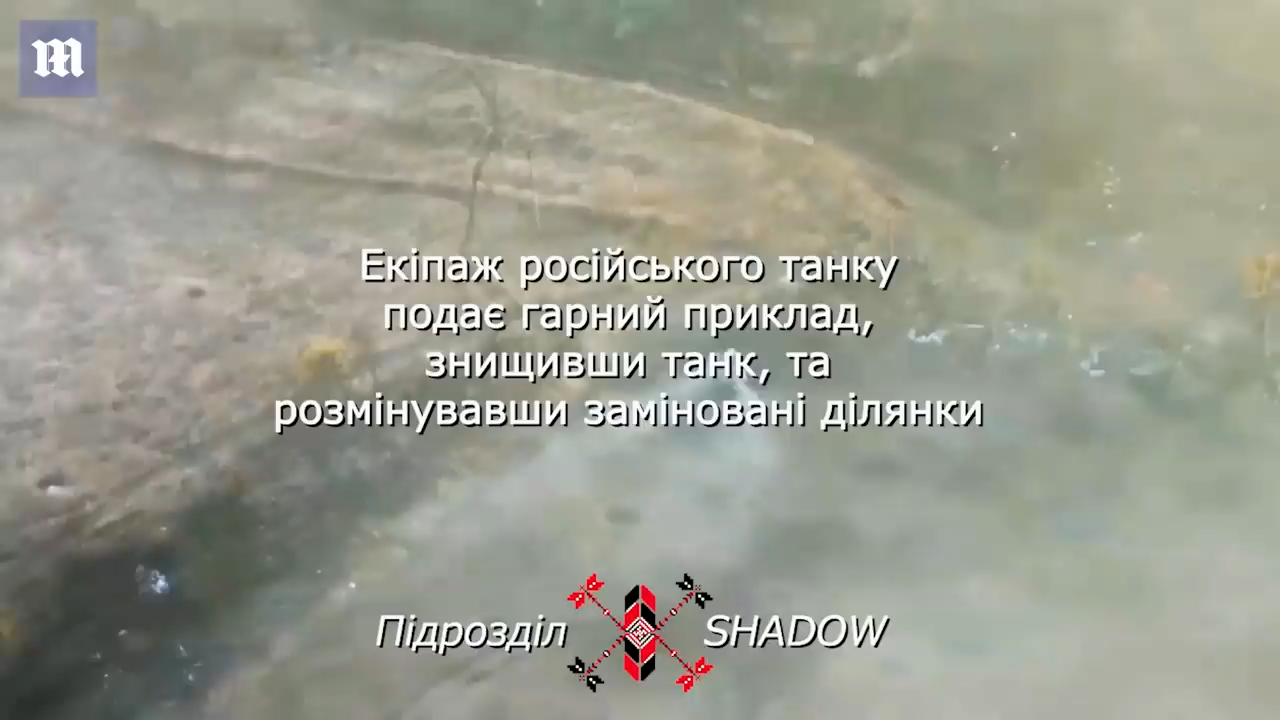 Екіпаж російського танку
подає гарний приклад,
знищивши танк, та
розмінувавши заміновані ділянки
Підрозділ SHADOW